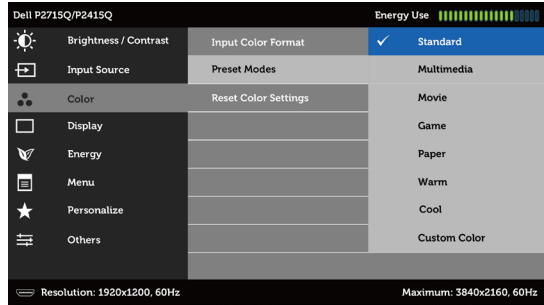 Dell P2715Q/P2415Q Energy Use
Brightness / Contrast Input Color Format Standard
Input Source Preset Modes Multimedia
Color Reset Color Settings Movie
Display Game
Energy Paper
Menu Warm
Personalize Cool
Others Custom Color
Resolution: 1920x1200, 60Hz Maximum: 3840x2160, 60Hz